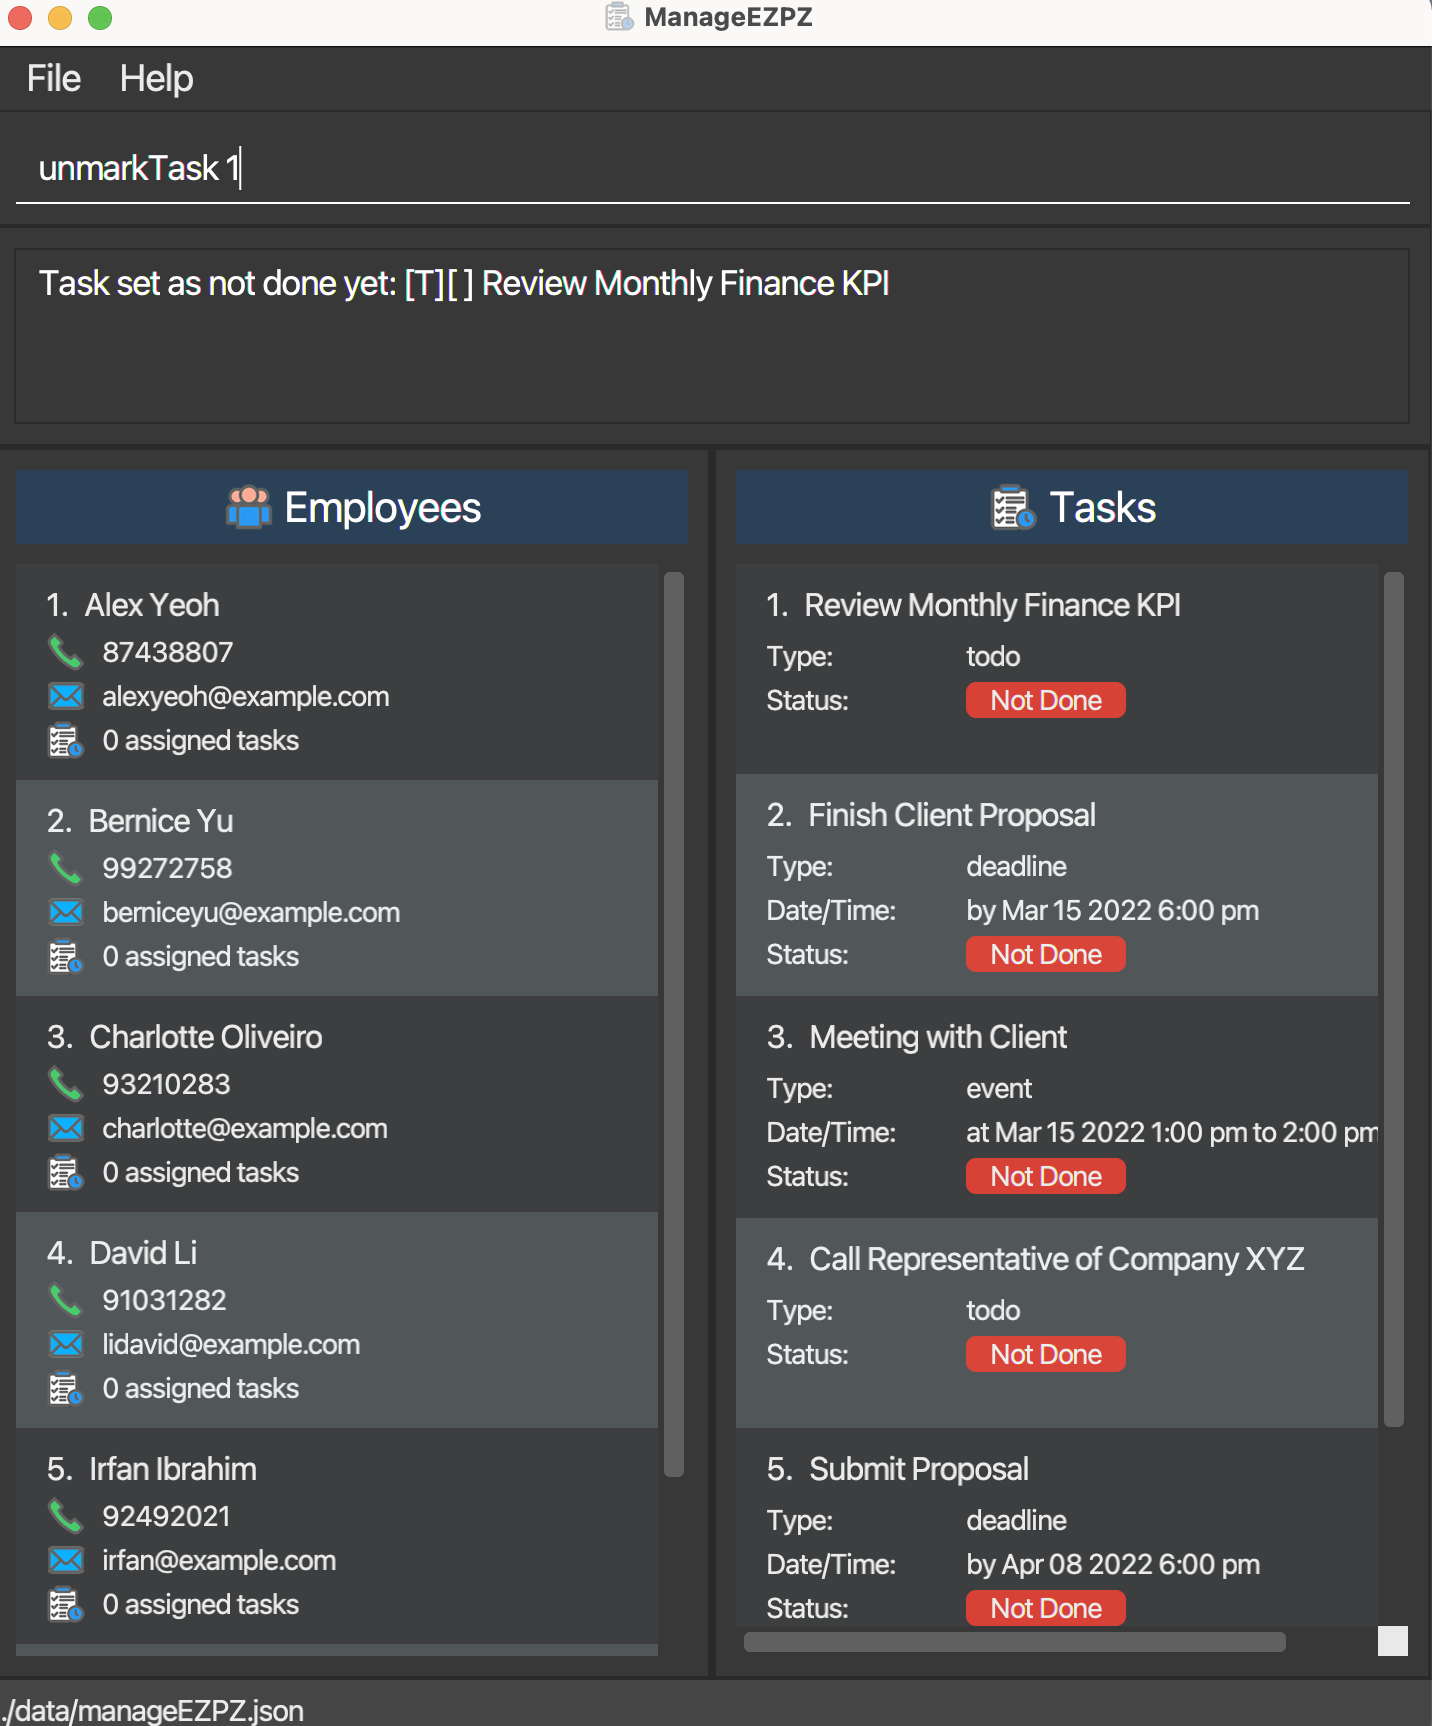 ManageEZPZ
File Help
unmarkTask 1
Task set as not done yet: [T][ ] Review Monthly Finance KPI
Employees
1. Alex Yeoh
87438807
alexyeoh@example.com
0 assigned tasks
2. Bernice Yu
99272758
berniceyu@example.com
0 assigned tasks
3. Charlotte Oliveiro
93210283
charlotte@example.com
0 assigned tasks
4. David Li
91031282
lidavid@example.com
0 assigned tasks
5. Irfan Ibrahim
92492021
irfan@example.com
0 assigned tasks
Tasks
1. Review Monthly Finance KPI
Type: todo
Status: Not Done
2. Finish Client Proposal
Type: deadline
Date/Time: by Mar 15 2022 6:00 pm
Status: Not Done
3. Meeting with Client
Type: event
Date/Time: at Mar 15 2022 1:00 pm to 2:00 pm
Status: Not Done
4. Call Representative of Company XYZ
Type: todo
Status: Not Done
5. Submit Proposal
Type: deadline
Date/Time: by Apr 08 2022 6:00 pm
Status: Not Done
./data/manageEZPZ.json